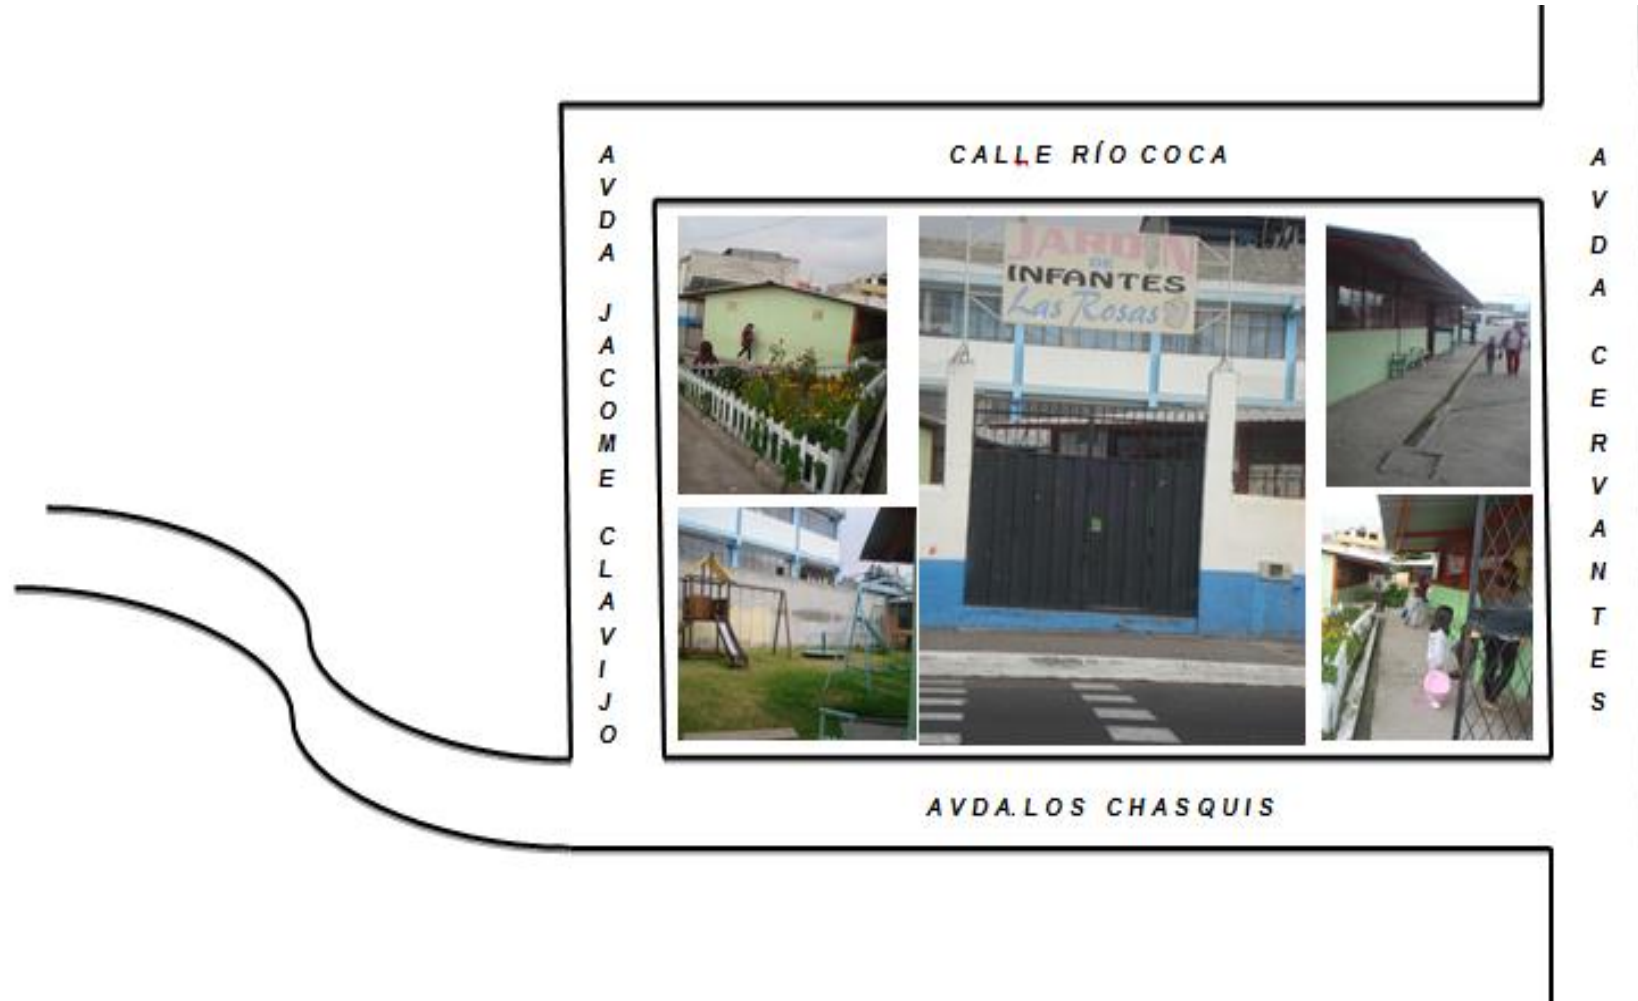 CALLE RÍO COCA
AVDA JACOME CLAVIJO
JARDIN
DE
INFANTES
Las Rosas
AVDA CERVANTES
AVDA.LOS CHASQUIS